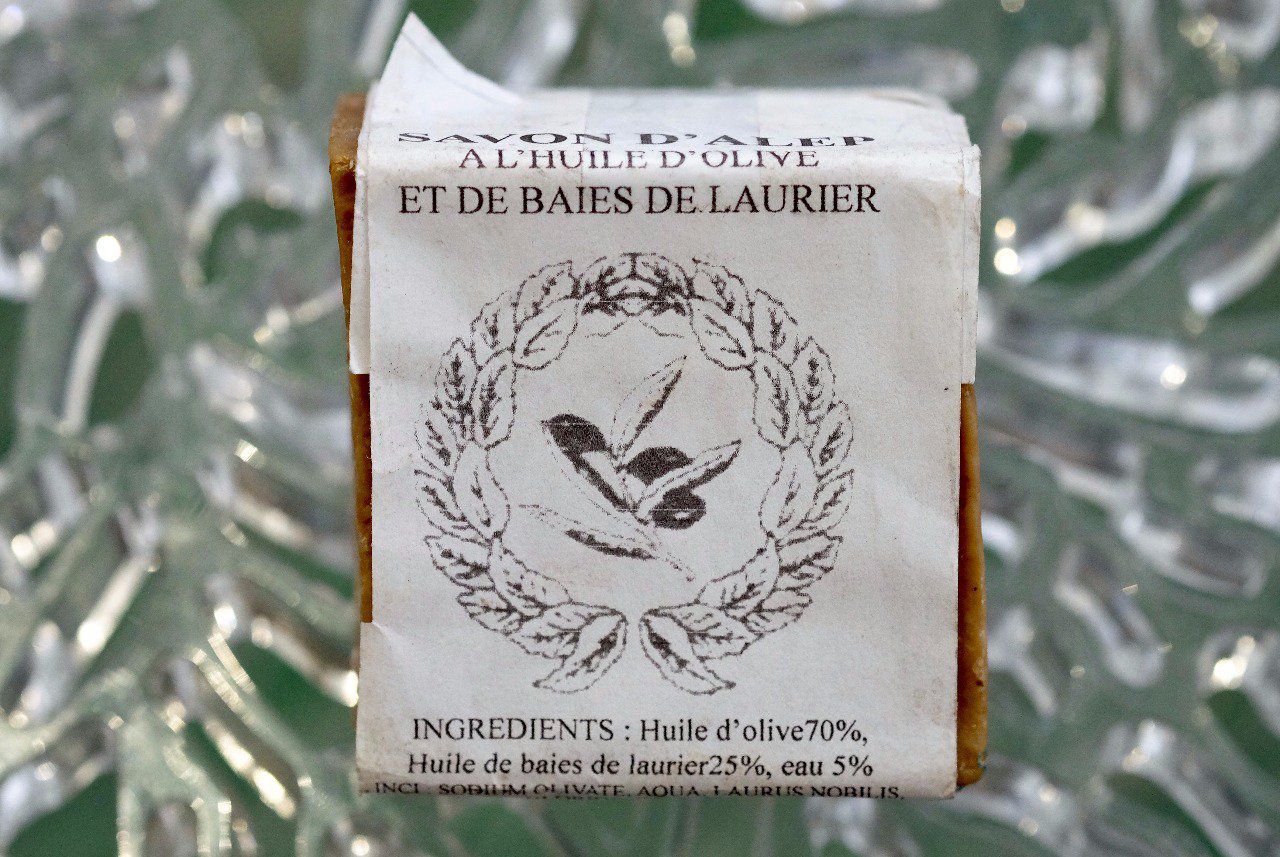 SAVON D'ALEP
A L'HUILE D'OLIVE
ET DE BAIES DE LAURIER
INGREDIENTS : Huile d'olive70%,
Huile de baies de laurier25%, eau 5%
INCI SODIUM OLIVATE, AQUA, LAURUS NOBILIS,